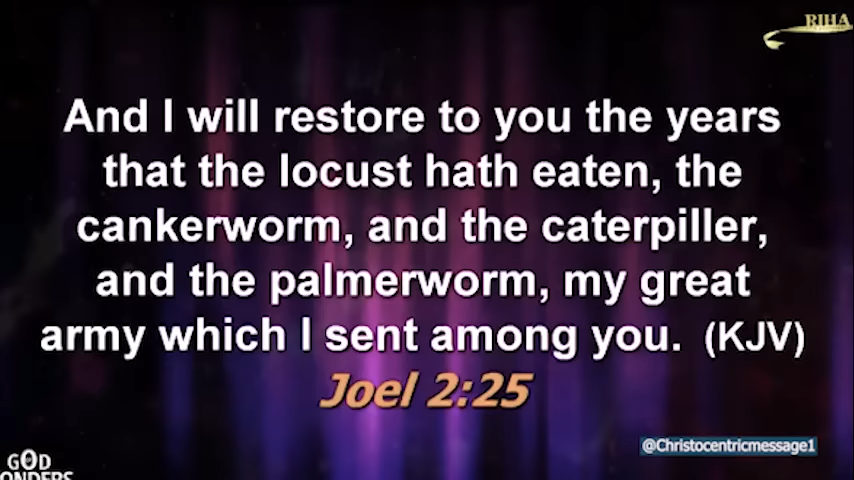 RIHA
And I will restore to you the years
that the locust hath eaten, the
cankerworm, and the caterpiller,
and the palmerworm, my great
army which I sent among you. (KJV)
Joel 2:25
@Christocentricmessage1
GOD
ONDERS